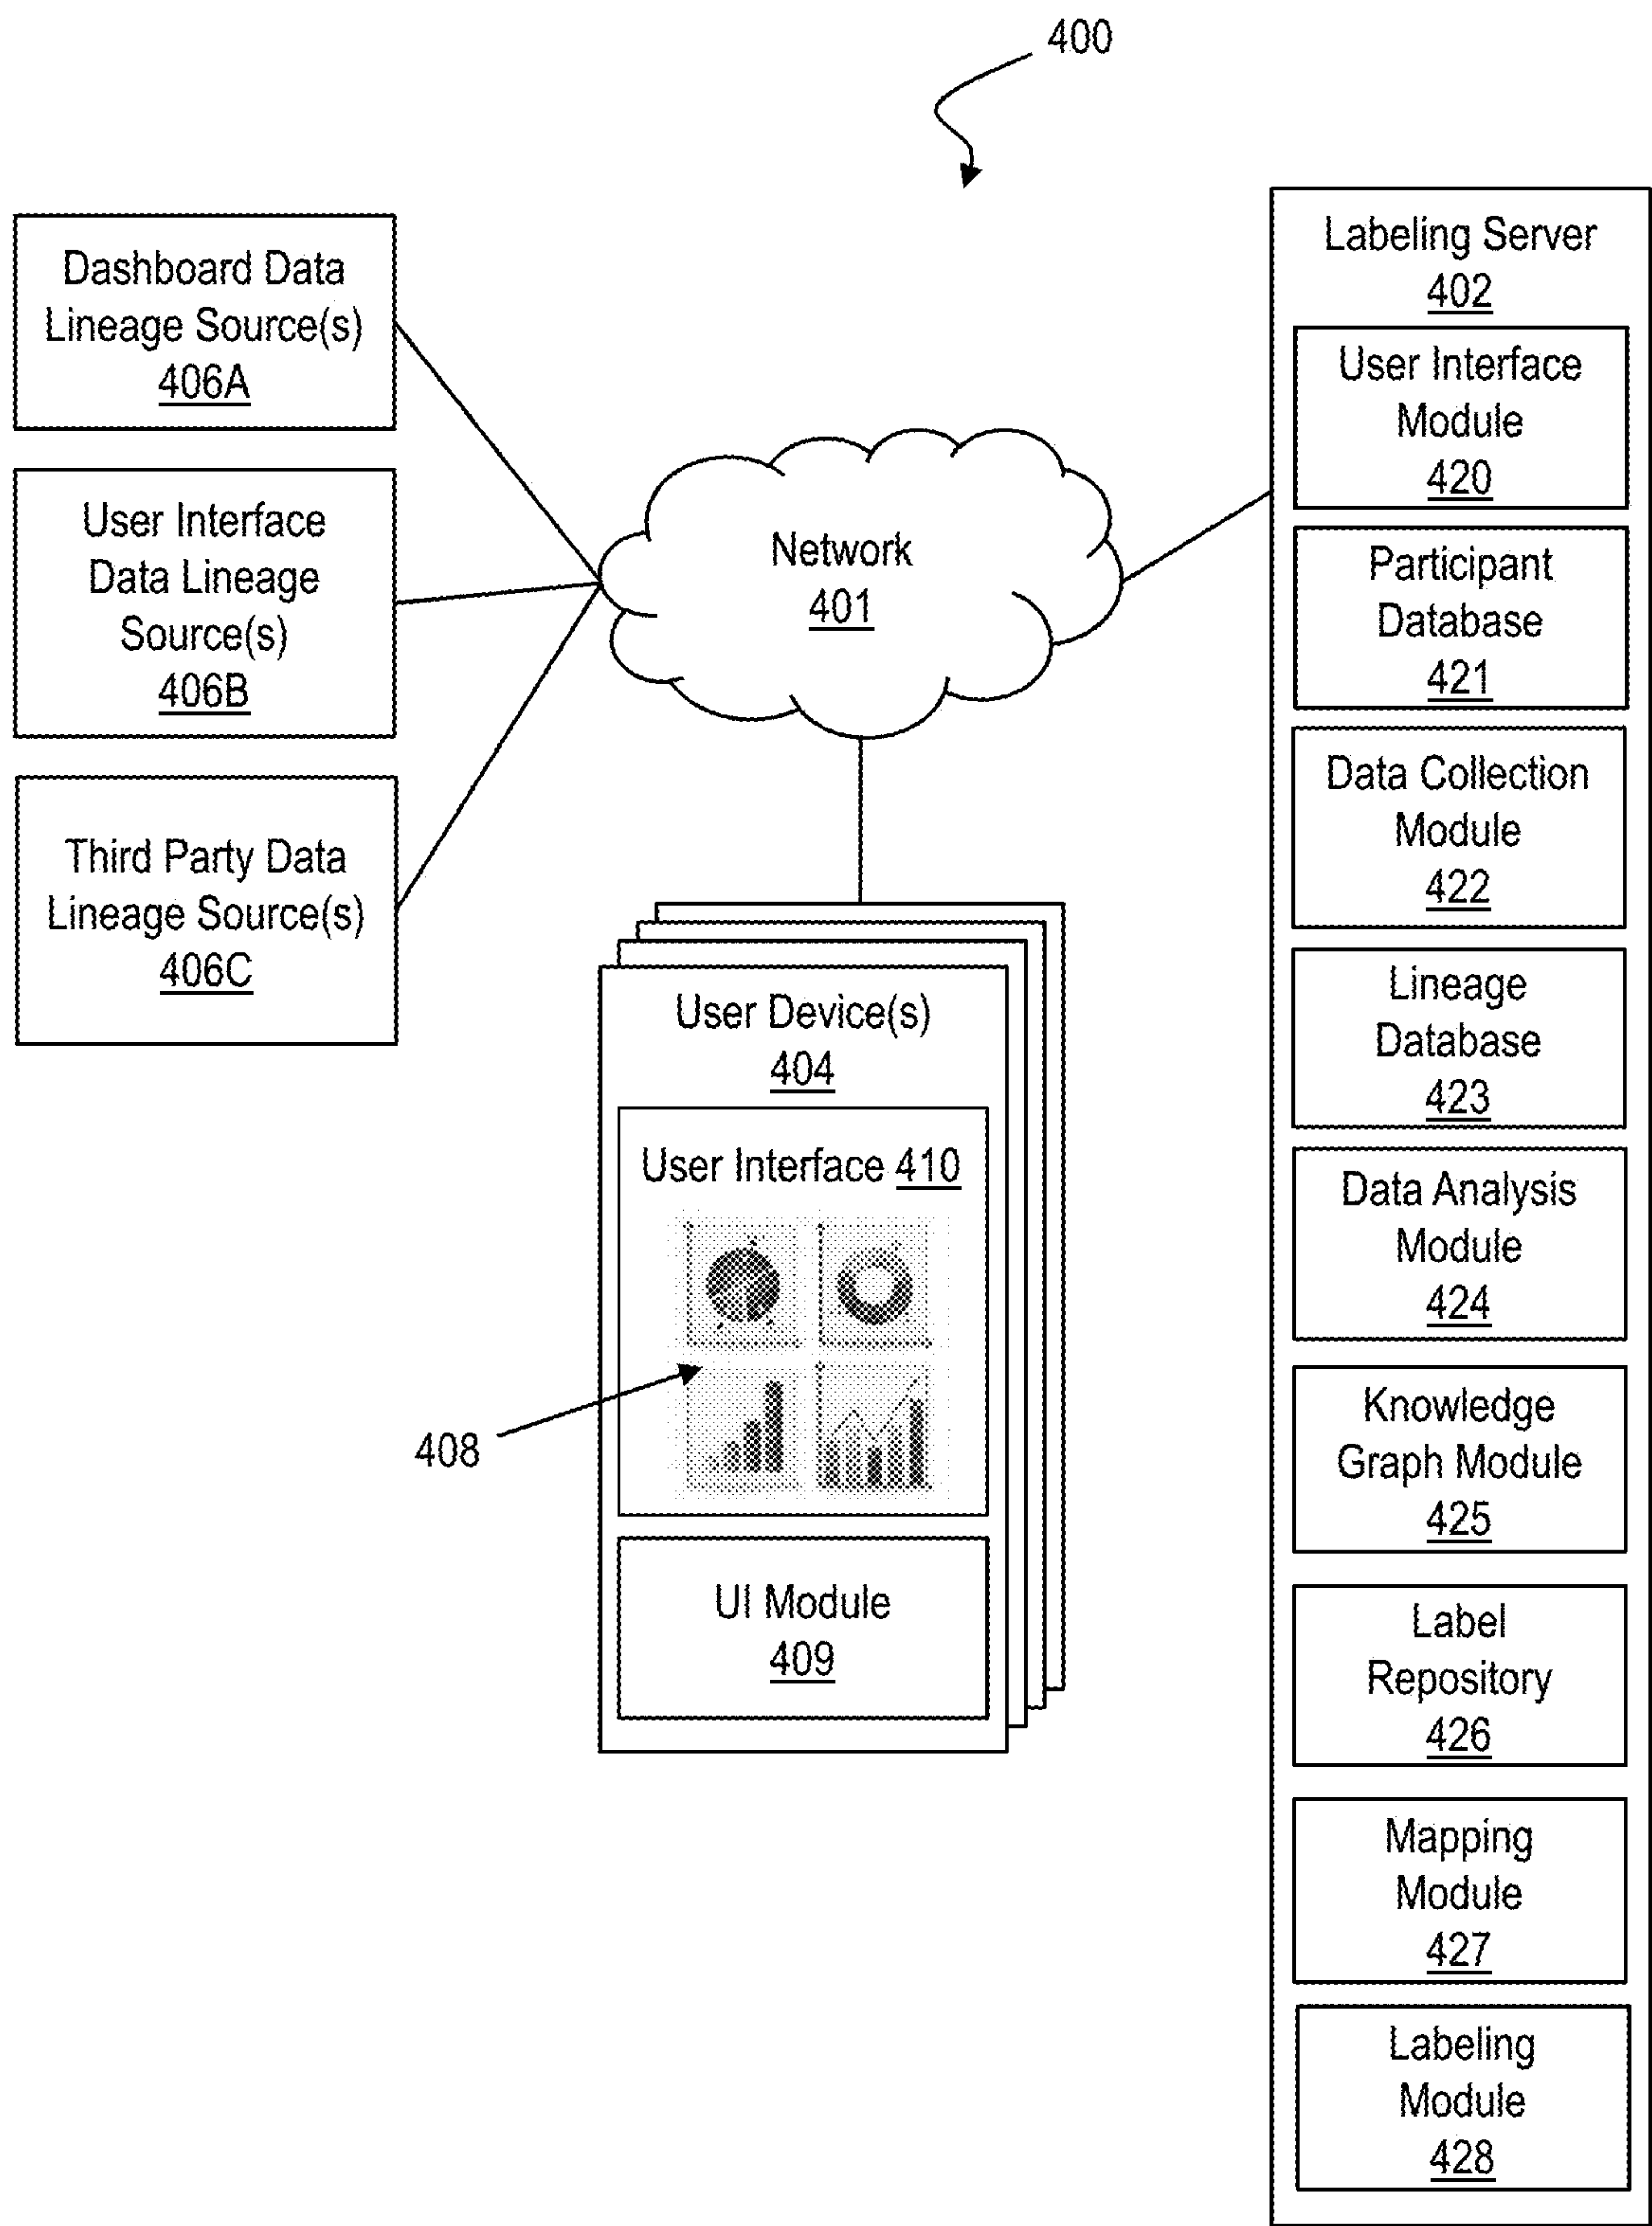 400
Dashboard Data
Lineage Source(s)
406A
User Interface
Data Lineage
Source(s)
406B
Third Party Data
Lineage Source(s)
406C
Network
401
User Device(s)
404
User Interface 410
408
UI Module
409
Labeling Server
402
User Interface
Module
420
Participant
Database
421
Data Collection
Module
422
Lineage
Database
423
Data Analysis
Module
424
Knowledge
Graph Module
425
Label
Repository
426
Mapping
Module
427
Labeling
Module
428